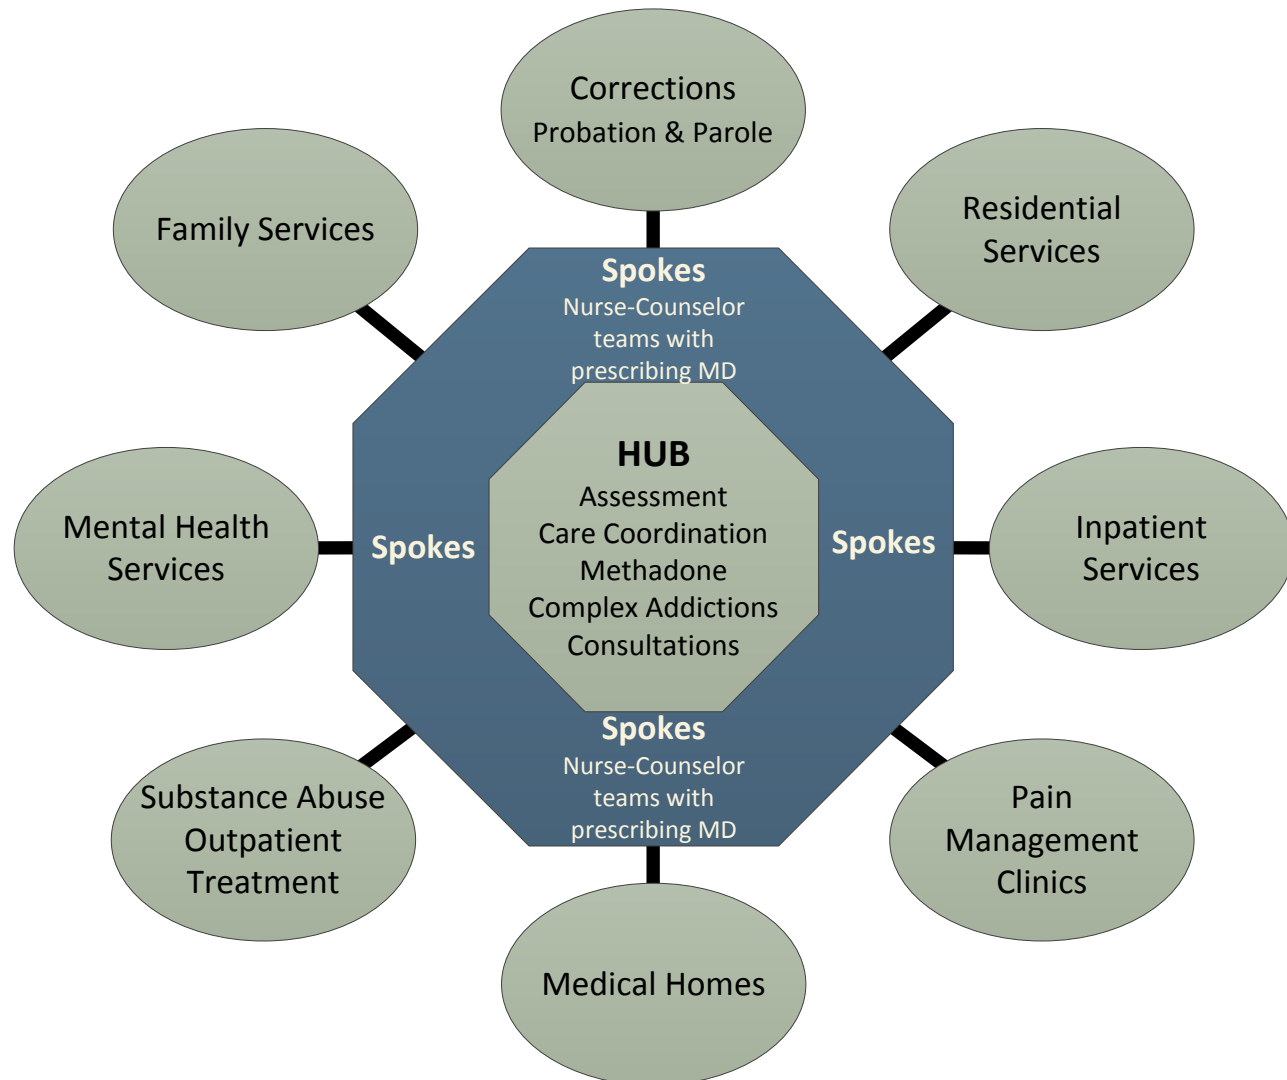 Corrections
Probation & Parole
Family Services
Residential
Services
Spokes
Nurse-Counselor
teams with
prescribing MD
HUB
Assessment
Care Coordination
Methadone
Complex Addictions
Consultations
Mental Health
Services
Spokes
Spokes
Inpatient
Services
Spokes
Nurse-Counselor
teams with
prescribing MD
Substance Abuse
Outpatient
Treatment
Pain
Management
Clinics
Medical Homes